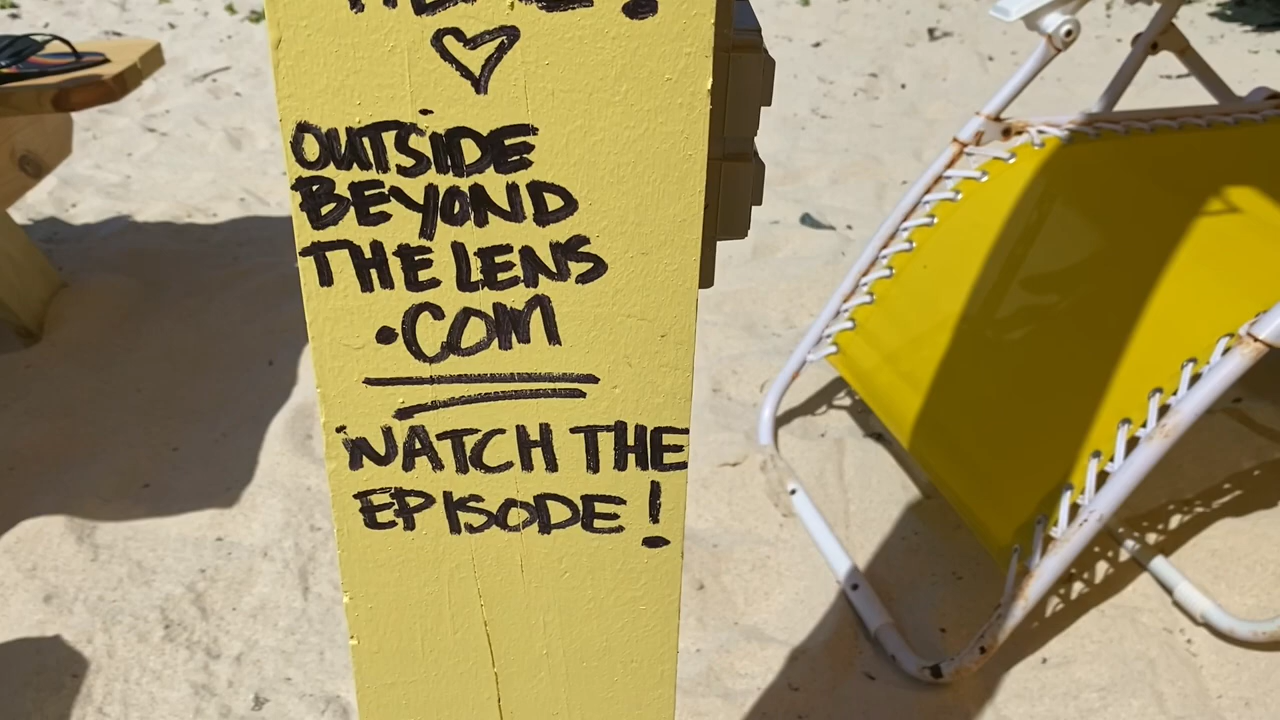 OUTSIDE
BEYOND
THE LENS
.COM
WATCH THE
EPISODE!